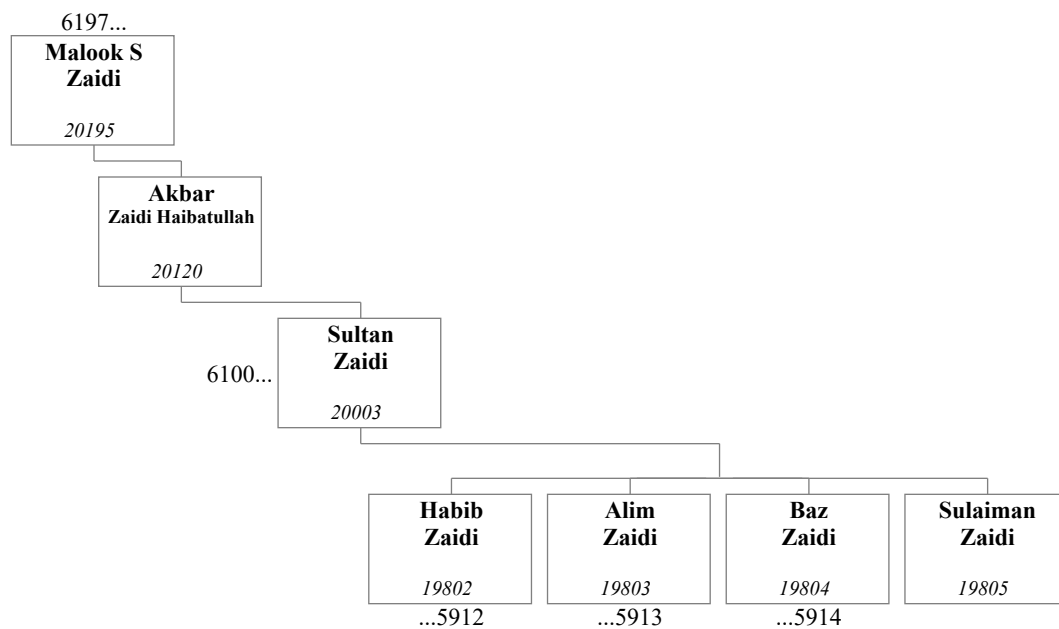 6197...
Malook S
Zaidi
20195
Akbar
Zaidi Haibatullah
20120
Sultan
Zaidi
6100...
20003
Habib
Zaidi
19802
...5912
Alim
Zaidi
19803
...5913
Baz
Zaidi
19804
...5914
Sulaiman
Zaidi
19805